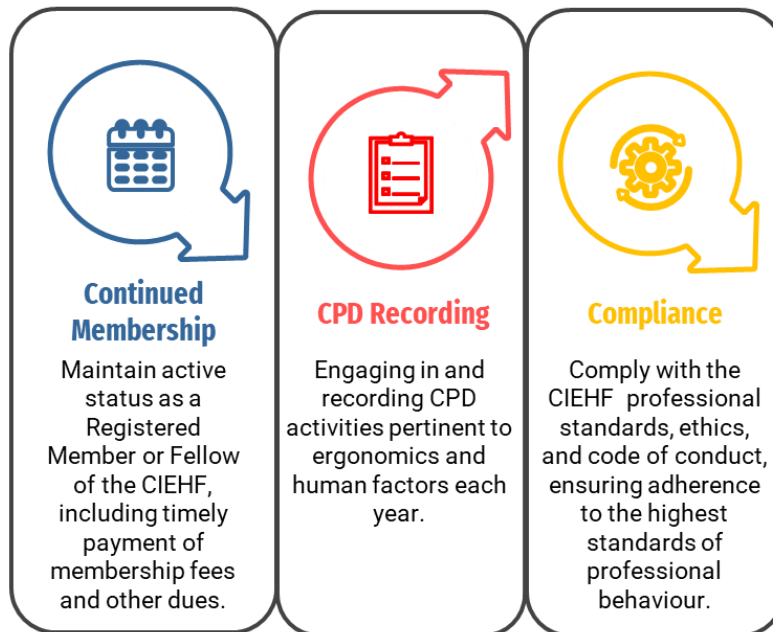 Continued
Membership
Maintain active
status as a
Registered
Member or Fellow
of the CIEHF,
including timely
payment of
membership fees
and other dues.
CPD Recording
Engaging in and
recording CPD
activities pertinent to
ergonomics and
human factors each
year.
Compliance
Comply with the
CIEHF professional
standards, ethics,
and code of conduct,
ensuring adherence
to the highest
standards of
professional
behaviour.